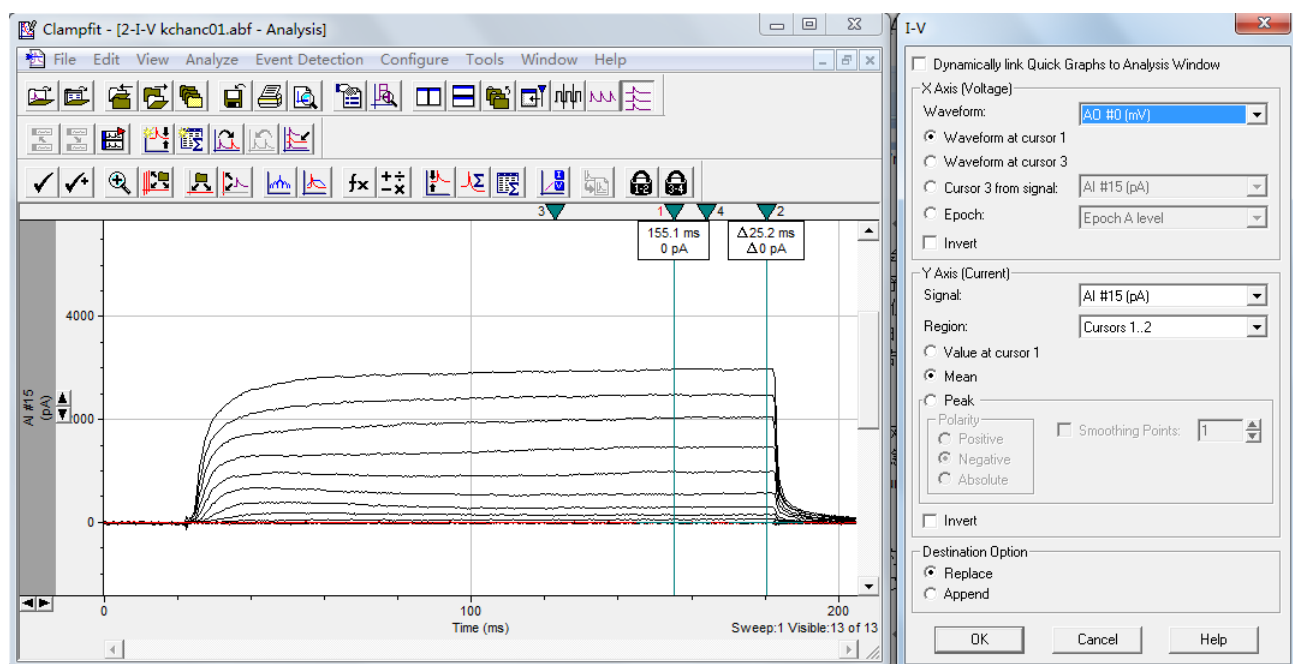 Clampfit - [2-I-V kchanc01.abf - Analysis]
File Edit View Analyze Event Detection Configure Tools Window Help
3 1 4 2
155.1 ms
0 pA
Δ25.2 ms
Δ0 pA
4000
2000
0
AI #15
(pA)
0 100 200
Time (ms)
Sweep:1 Visible:13 of 13
I-V
Dynamically link Quick Graphs to Analysis Window
X Axis (Voltage)
Waveform: AO #0 (mV)
Waveform at cursor 1
Waveform at cursor 3
Cursor 3 from signal: AI #15 (pA)
Epoch: Epoch A level
Invert
Y Axis (Current)
Signal: AI #15 (pA)
Region: Cursors 1..2
Value at cursor 1
Mean
Peak
Polarity
Positive
Negative
Absolute
Smoothing Points: 1
Invert
Destination Option
Replace
Append
OK Cancel Help